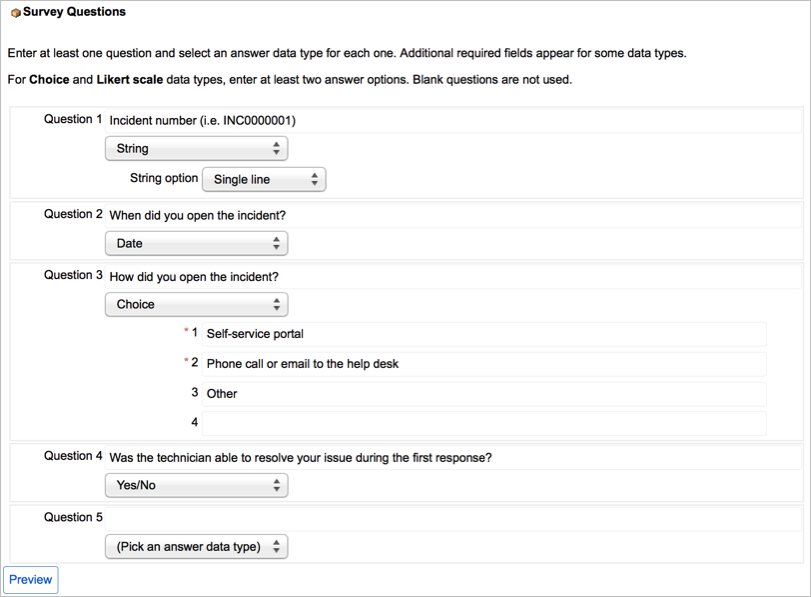 Survey Questions
Enter at least one question and select an answer data type for each one. Additional required fields appear for some data types.
For Choice and Likert scale data types, enter at least two answer options. Blank questions are not used.
Question 1 Incident number (i.e. INC0000001)
String
String option Single line
Question 2 When did you open the incident?
Date
Question 3 How did you open the incident?
Choice
* 1 Self-service portal
* 2 Phone call or email to the help desk
3 Other
4
Question 4 Was the technician able to resolve your issue during the first response?
Yes/No
Question 5
(Pick an answer data type)
Preview